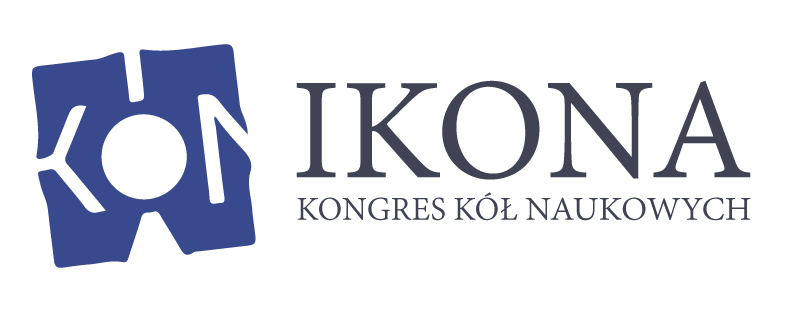 IKONA
KONGRES KÓŁ NAUKOWYCH